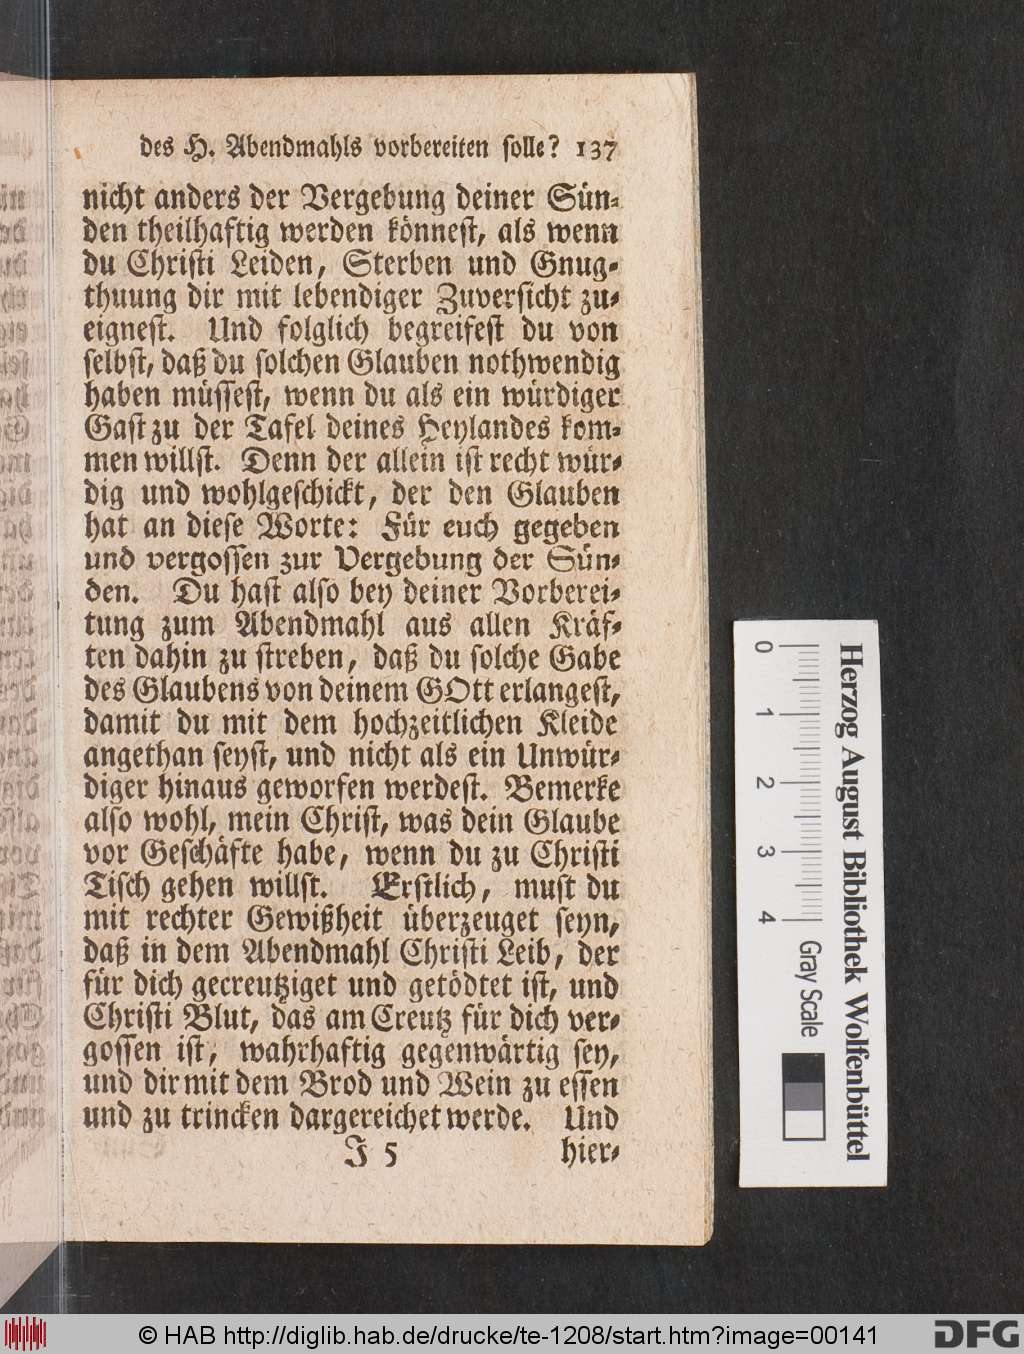 des H. Abendmahls vorbereiten solle? 137
nicht anders der Vergebung deiner Sün-
den theilhaftig werden könnest, als wenn
du Christi Leiden, Sterben und Gnug-
thuung dir mit lebendiger Zuversicht zu-
eignest. Und folglich begreifest du von
selbst, daß du solchen Glauben nothwendig
haben müssest, wenn du als ein würdiger
Gast zu der Tafel deines Heylandes kom-
men willst. Denn der allein ist recht wür-
dig und wohlgeschickt, der den Glauben
hat an diese Worte: Für euch gegeben
und vergossen zur Vergebung der Sün-
den. Du hast also bey deiner Vorberei-
tung zum Abendmahl aus allen Kräf-
ten dahin zu streben, daß du solche Gabe
des Glaubens von deinem GOtt erlangest,
damit du mit dem hochzeitlichen Kleide
angethan seyst, und nicht als ein Unwür-
diger hinaus geworfen werdest. Bemerke
also wohl, mein Christ, was dein Glaube
vor Geschäfte habe, wenn du zu Christi
Tisch gehen willst. Erstlich, must du
mit rechter Gewißheit überzeuget seyn,
daß in dem Abendmahl Christi Leib, der
für dich gecreutziget und getödtet ist, und
Christi Blut, das am Creutz für dich ver-
gossen ist, wahrhaftig gegenwärtig sey,
und dir mit dem Brod und Wein zu essen
und zu trincken dargereichet werde. Und
J 5 hier-
0 1 2 3 4 Gray Scale
Herzog August Bibliothek Wolfenbüttel
© HAB http://diglib.hab.de/drucke/te-1208/start.htm?image=00141
DFG